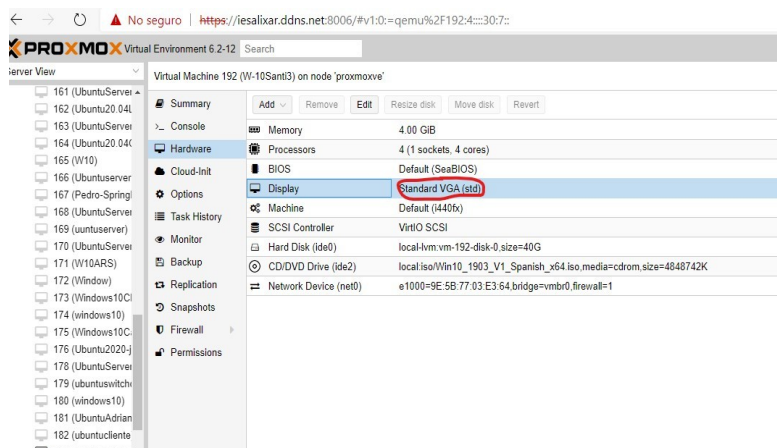 No seguro | https://iesalixar.ddns.net:8006/#v1:0:=qemu%2F192:4::::30:7::
PROXMOX Virtual Environment 6.2-12 Search
Server View
Virtual Machine 192 (W-10Santi3) on node 'proxmoxve'
161 (UbuntuServer
162 (Ubuntu20.04L
163 (UbuntuServer
164 (Ubuntu20.04(
165 (W10)
166 (Ubuntuserver
167 (Pedro-Springl
168 (UbuntuServer
169 (uuntuserver)
170 (UbuntuServer
171 (W10ARS)
172 (Window)
173 (Windows10Cl
174 (windows10)
175 (Windows10C
176 (Ubuntu2020-j
178 (UbuntuServer
179 (ubuntuswitch
180 (windows10)
181 (UbuntuAdrian
182 (ubuntucliente
Summary
Console
Hardware
Cloud-Init
Options
Task History
Monitor
Backup
Replication
Snapshots
Firewall
Permissions
Add Remove Edit Resize disk Move disk Revert
Memory 4.00 GiB
Processors 4 (1 sockets, 4 cores)
BIOS Default (SeaBIOS)
Display Standard VGA (std)
Machine Default (i440fx)
SCSI Controller VirtIO SCSI
Hard Disk (ide0) local-lvm:vm-192-disk-0,size=40G
CD/DVD Drive (ide2) local:iso/Win10_1903_V1_Spanish_x64.iso,media=cdrom,size=4848742K
Network Device (net0) e1000=9E:5B:77:03:E3:64,bridge=vmbr0,firewall=1